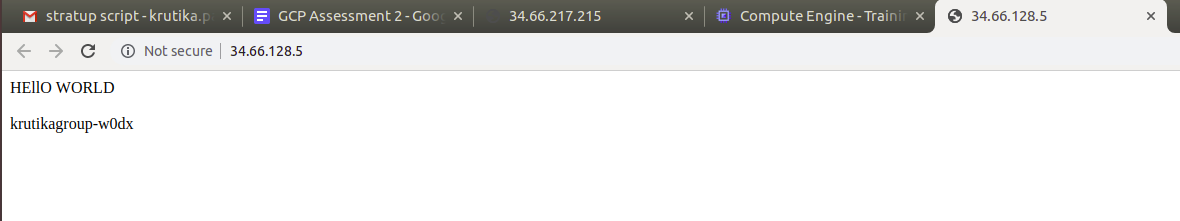 stratup script - krutika.p
GCP Assessment 2 - Goog
34.66.217.215
Compute Engine - Trainin
34.66.128.5
Not secure
34.66.128.5
HEllO WORLD
krutikagroup-w0dx